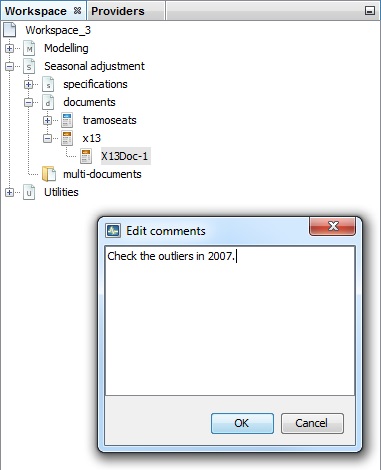 Workspace Providers
Workspace_3
M Modelling
S Seasonal adjustment
s specifications
d documents
tramoseats
x13
X13Doc-1
multi-documents
u Utilities
Edit comments
Check the outliers in 2007.
OK Cancel